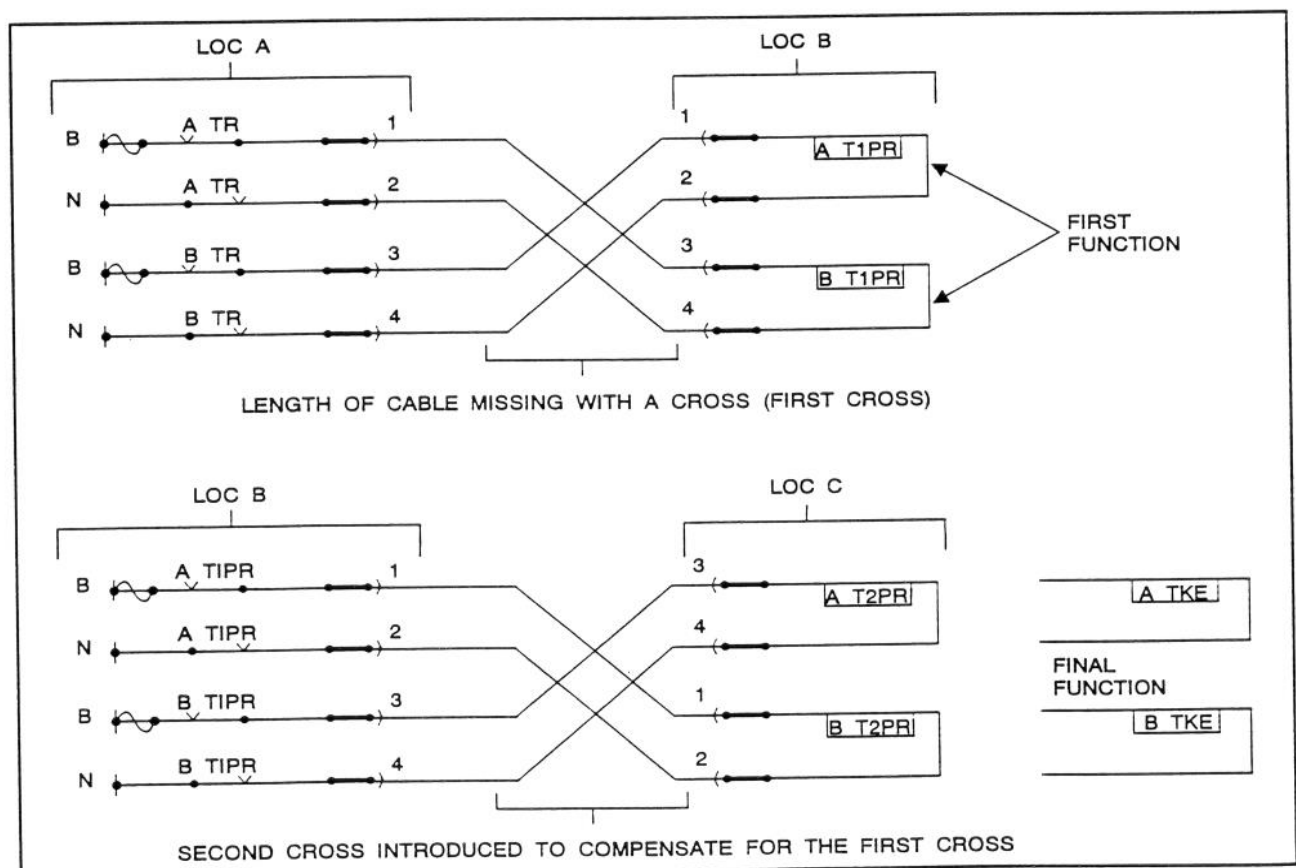 LOC A
LOC B
B A TR 1
N A TR 2
B B TR 3
N B TR 4
1 A T1PR
2
3 B T1PR
4
FIRST
FUNCTION
LENGTH OF CABLE MISSING WITH A CROSS (FIRST CROSS)
LOC B
LOC C
B A TIPR 1
N A TIPR 2
B B TIPR 3
N B TIPR 4
3 A T2PR
4
1 B T2PR
2
A TKE
FINAL
FUNCTION
B TKE
SECOND CROSS INTRODUCED TO COMPENSATE FOR THE FIRST CROSS